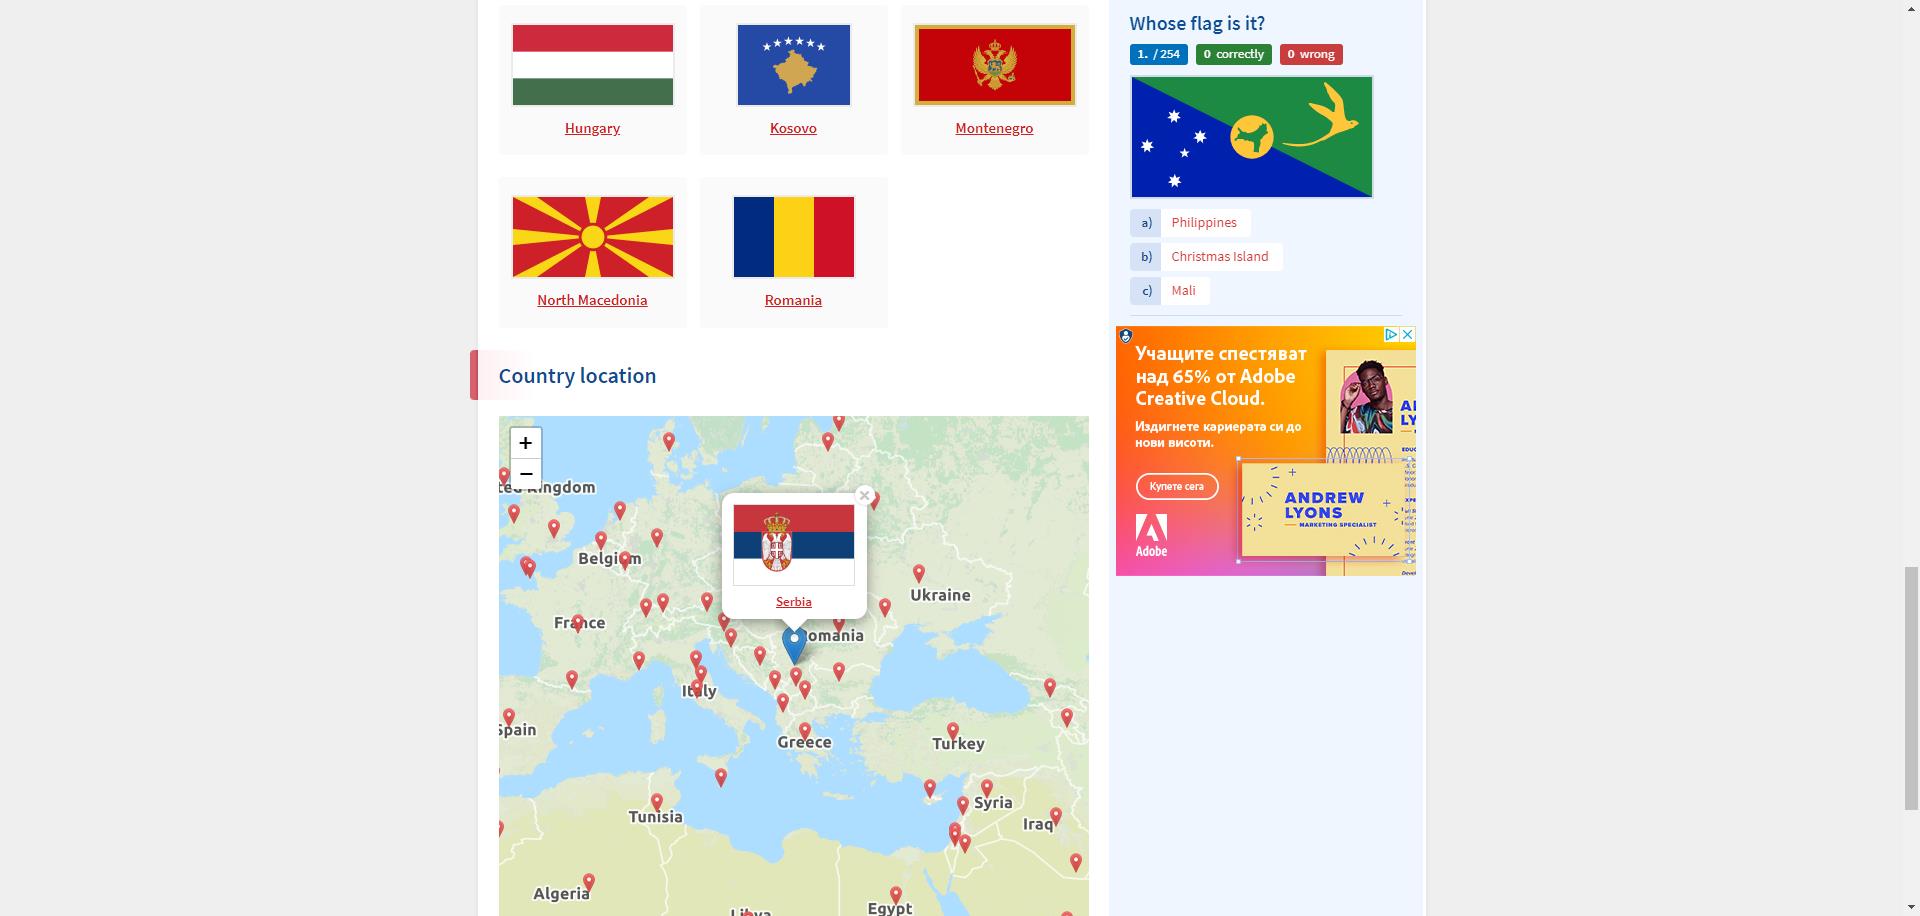 Hungary
Kosovo
Montenegro
North Macedonia
Romania
Country location
+
−
ted Kingdom
Belgium
France
Italy
Spain
Serbia
×
omania
Ukraine
Greece
Turkey
Tunisia
Syria
Iraq
Algeria
Libya
Egypt
Whose flag is it?
1. / 254
0 correctly
0 wrong
a) Philippines
b) Christmas Island
c) Mali
Учащите спестяват
над 65% от Adobe
Creative Cloud.
Издигнете кариерата си до
нови висоти.
Купете сега
Adobe
AN
LY
EDUC
ANDREW
LYONS
MARKETING SPECIALIST